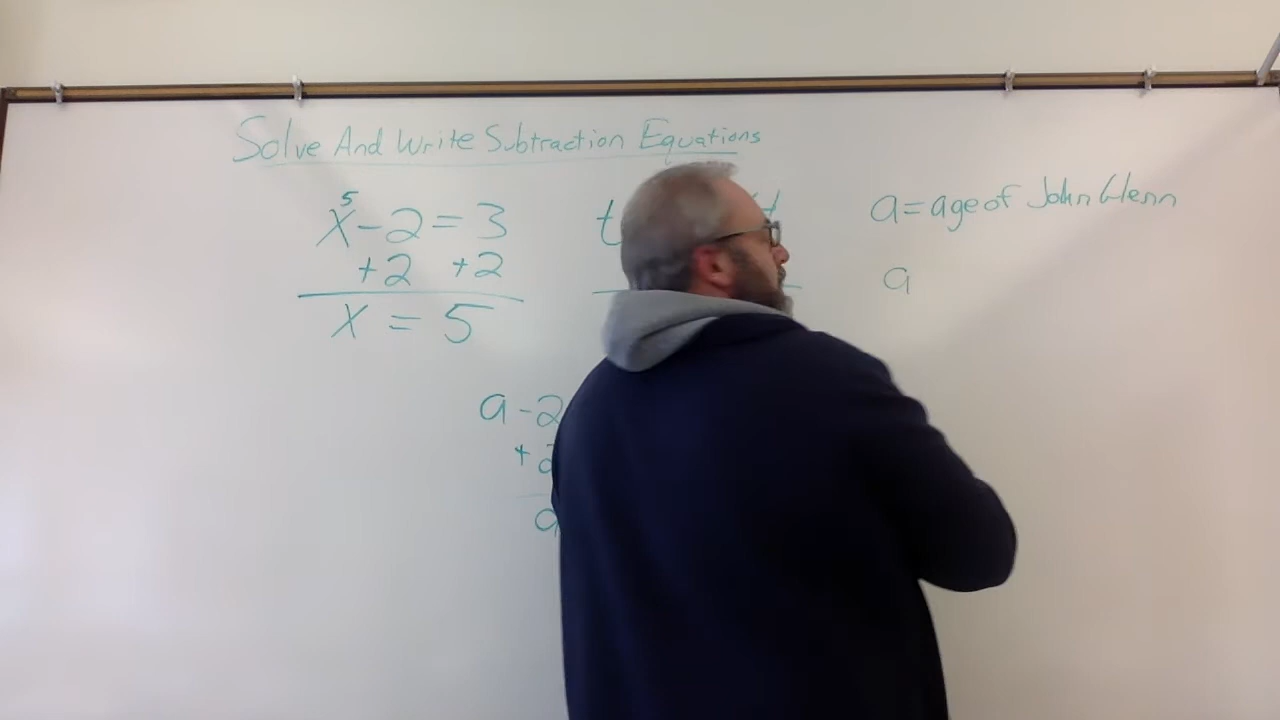 Solve And Write Subtraction Equations
5
x-2=3
+2 +2
x = 5
t
a-2
+2
a
a=age of John Glenn
a